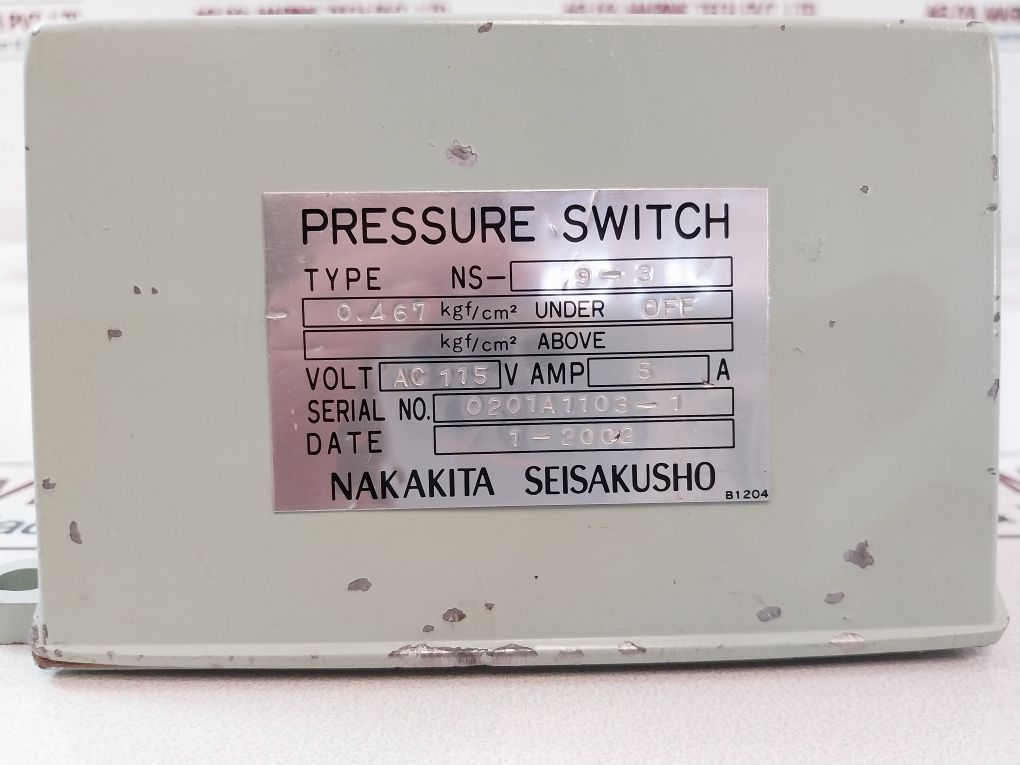 PRESSURE SWITCH
TYPE NS- 9-3
0.467 kgf/cm² UNDER OFF
kgf/cm² ABOVE
VOLT AC 115 V AMP 5 A
SERIAL NO. 0201A1103-1
DATE 1-2002
NAKAKITA SEISAKUSHO
B1204